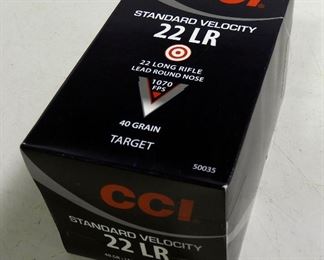 CCI
STANDARD VELOCITY
22 LR
22 LONG RIFLE
LEAD ROUND NOSE
1070
FPS
40 GRAIN
TARGET
50035
CCI
STANDARD VELOCITY
22 LR